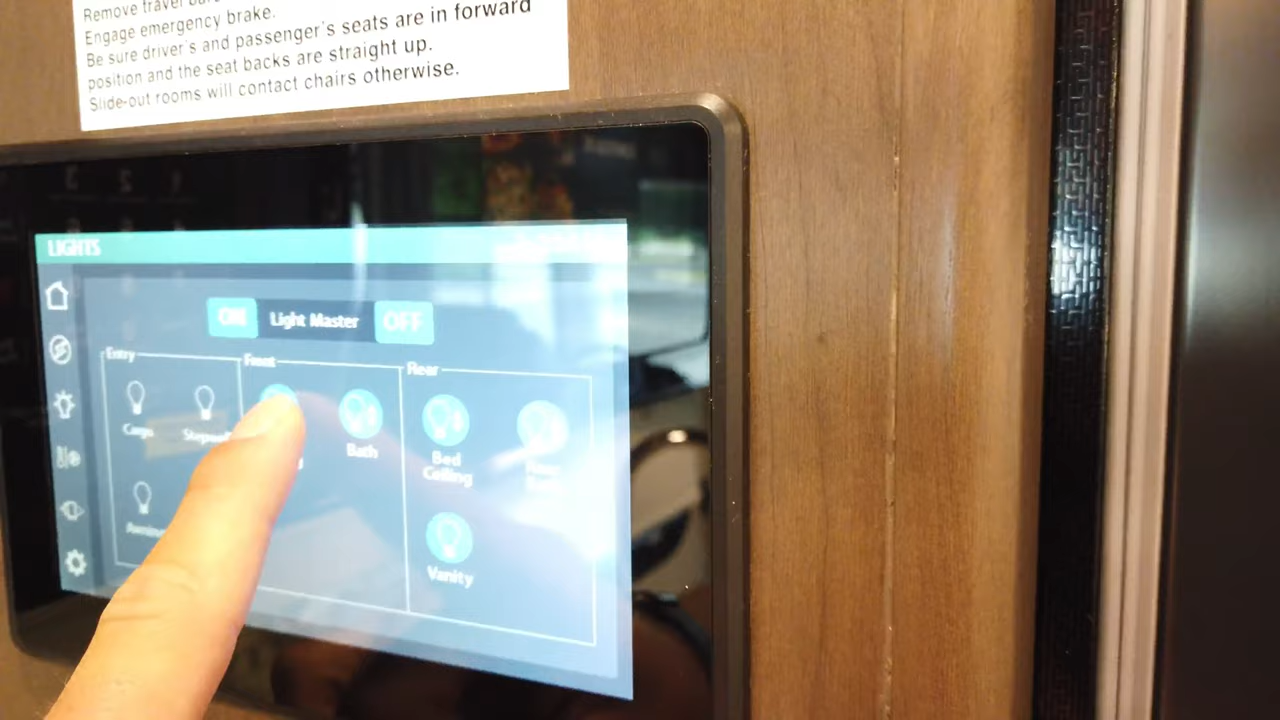 Remove travel
Engage emergency brake.
Be sure driver's and passenger's seats are in forward
position and the seat backs are straight up.
Slide-out rooms will contact chairs otherwise.
LIGHTS
ON Light Master OFF
Entry Front Rear
Cargo
Bath
Bed
Ceiling
Vanity